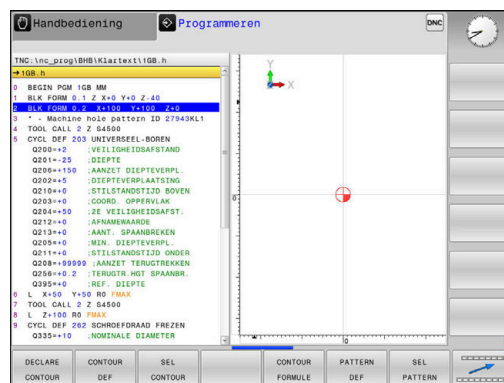 Handbediening
Programmeren
DNC
TNC:\nc_prog\BHB\Klartext\1GB.h
→1GB.h
0 BEGIN PGM 1GB MM
1 BLK FORM 0.1 Z X+0 Y+0 Z-40
2 BLK FORM 0.2 X+100 Y+100 Z+0
3 * - Machine hole pattern ID 27943KL1
4 TOOL CALL 2 Z S4500
5 CYCL DEF 203 UNIVERSEEL-BOREN
Q200=+2 ;VEILIGHEIDSAFSTAND
Q201=-25 ;DIEPTE
Q206=+150 ;AANZET DIEPTEVERPL.
Q202=+5 ;DIEPTEVERPLAATSING
Q210=+0 ;STILSTANDSTIJD BOVEN
Q203=+0 ;COORD. OPPERVLAK
Q204=+50 ;2E VEILIGHEIDSAFST.
Q212=+0 ;AFNAMEWAARDE
Q213=+0 ;AANT. SPAANBREKEN
Q205=+0 ;MIN. DIEPTEVERPL.
Q211=+0 ;STILSTANDSTIJD ONDER
Q208=+99999 ;AANZET TERUGTREKKEN
Q256=+0.2 ;TERUGTR.HGT SPAANBR.
Q395=+0 ;REF. DIEPTE
6 L X+50 Y+50 R0 FMAX
7 TOOL CALL 2 Z S4500
8 L Z+100 R0 FMAX
9 CYCL DEF 262 SCHROEFDRAAD FREZEN
Q335=+10 ;NOMINALE DIAMETER
Y
X
0
0
DECLARE CONTOUR
CONTOUR DEF
SEL CONTOUR
CONTOUR FORMULE
PATTERN DEF
SEL PATTERN